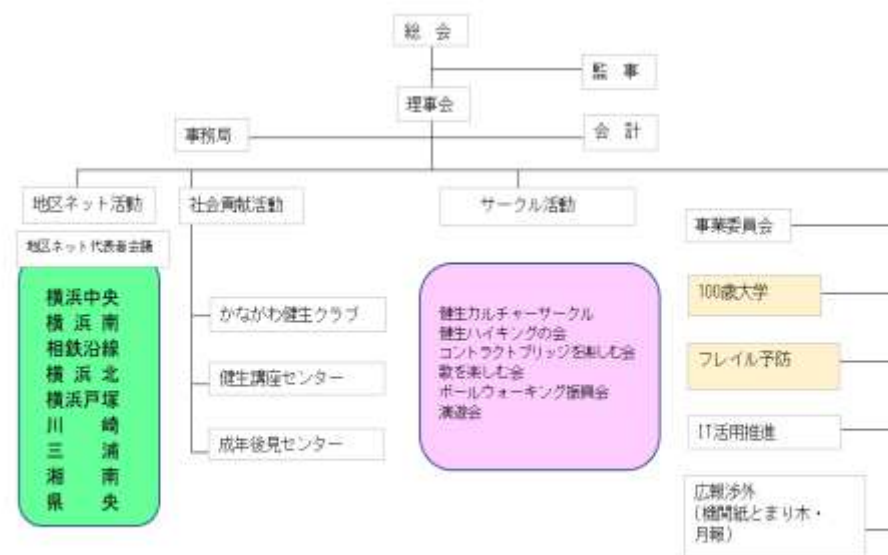 総 会
監 事
理事会
事務局
会 計
地区ネット活動
社会貢献活動
サークル活動
事業委員会
地区ネット代表者会議
横浜中央
横 浜 南
相鉄沿線
横 浜 北
横浜戸塚
川 崎
三 浦
湘 南
県 央
かながわ健生クラブ
健生講座センター
成年後見センター
健生カルチャーサークル
健生ハイキングの会
コントラクトブリッジを楽しむ会
歌を楽しむ会
ポールウォーキング振興会
漢遊会
100歳大学
フレイル予防
IT活用推進
広報渉外
(機関紙とまり木・
月報)